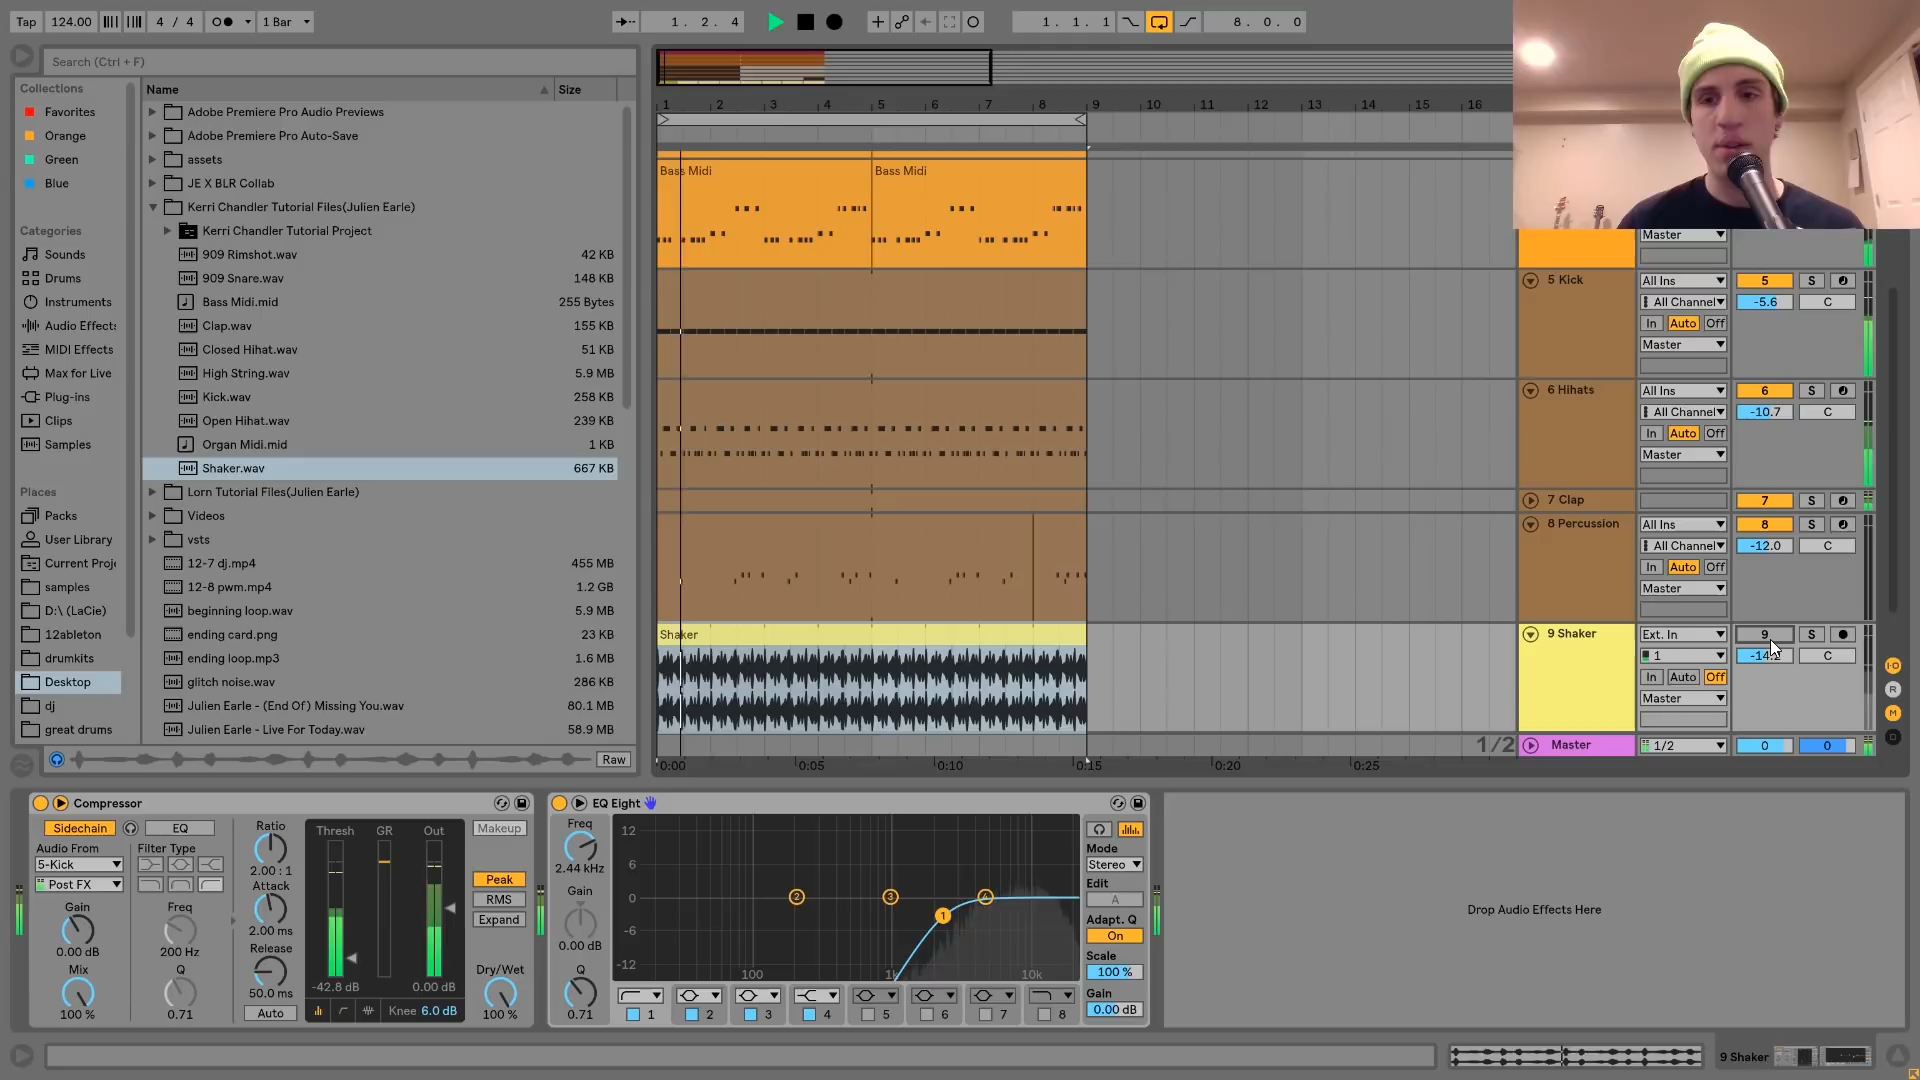 Tap 124.00 4 / 4 1 Bar 1. 2. 4 1. 1. 1 8. 0. 0
Search (Ctrl + F)
Collections
Favorites
Orange
Green
Blue
Categories
Sounds
Drums
Instruments
Audio Effects
MIDI Effects
Max for Live
Plug-ins
Clips
Samples
Places
Packs
User Library
Current Proje
samples
D:\ (LaCie)
12ableton
drumkits
Desktop
dj
great drums
Name Size
Adobe Premiere Pro Audio Previews
Adobe Premiere Pro Auto-Save
assets
JE X BLR Collab
Kerri Chandler Tutorial Files(Julien Earle)
Kerri Chandler Tutorial Project
909 Rimshot.wav 42 KB
909 Snare.wav 148 KB
Bass Midi.mid 255 Bytes
Clap.wav 155 KB
Closed Hihat.wav 51 KB
High String.wav 5.9 MB
Kick.wav 258 KB
Open Hihat.wav 239 KB
Organ Midi.mid 1 KB
Shaker.wav 667 KB
Lorn Tutorial Files(Julien Earle)
Videos
vsts
12-7 dj.mp4 455 MB
12-8 pwm.mp4 1.2 GB
beginning loop.wav 5.9 MB
ending card.png 23 KB
ending loop.mp3 1.6 MB
glitch noise.wav 286 KB
Julien Earle - (End Of) Missing You.wav 80.1 MB
Julien Earle - Live For Today.wav 58.9 MB
Raw
1 2 3 4 5 6 7 8 9 10 11 12 13 14 15 16
Bass Midi Bass Midi
Shaker
1/2
0:00 0:05 0:10 0:15 0:20 0:25
Master
5 Kick All Ins 5 S
All Channel -5.6 C
In Auto Off
Master
6 Hihats All Ins 6 S
All Channel -10.7 C
In Auto Off
Master
7 Clap 7 S
8 Percussion All Ins 8 S
All Channel -12.0 C
In Auto Off
Master
9 Shaker Ext. In 9 S
1 C
In Auto Off
Master
Master 1/2 0 0
I·O
R
M
D
Compressor
Sidechain EQ
Audio From Filter Type
5-Kick
Post FX
Gain Freq
0.00 dB 200 Hz
Mix Q
100 % 0.71
Ratio
2.00 : 1
Attack
2.00 ms
Release
50.0 ms
Auto
Thresh GR Out
-42.8 dB 0.00 dB
Knee 6.0 dB
Makeup
Peak
RMS
Expand
Dry/Wet
100 %
EQ Eight
Freq
2.44 kHz
Gain
0.00 dB
Q
0.71
12
6
0
-6
-12
100 1k 10k
2 3 4 1
1 2 3 4 5 6 7 8
Mode
Stereo
Edit
A
Adapt. Q
On
Scale
100 %
Gain
0.00 dB
Drop Audio Effects Here
9 Shaker